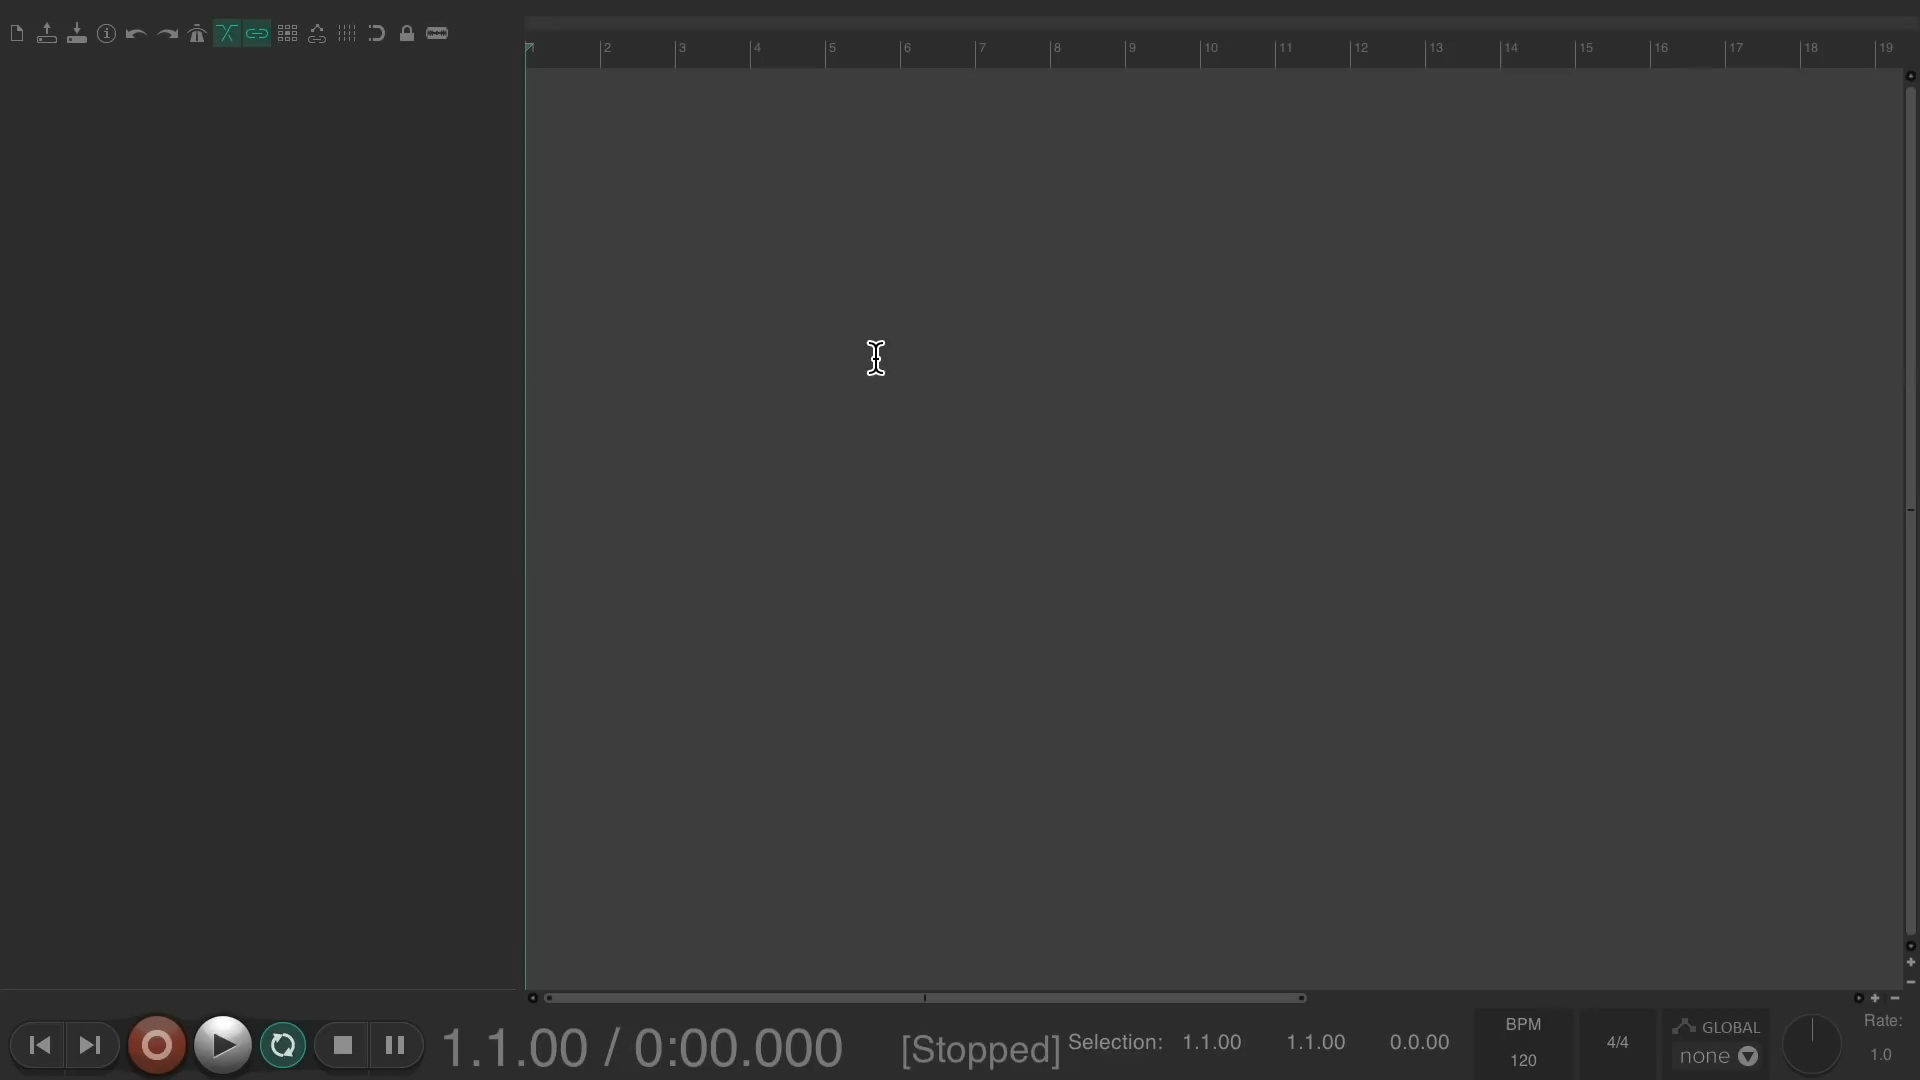 1 2 3 4 5 6 7 8 9 10 11 12 13 14 15 16 17 18 19
1.1.00 / 0:00.000 [Stopped] Selection: 1.1.00 1.1.00 0.0.00
BPM
120
4/4
GLOBAL
none
Rate:
1.0